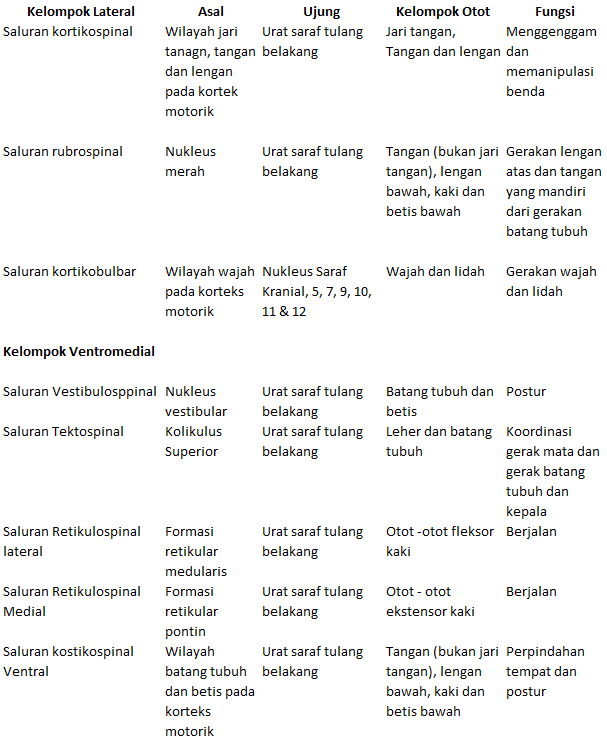 Kelompok Lateral Asal Ujung Kelompok Otot Fungsi
Saluran kortikospinal Wilayah jari Urat saraf tulang Jari tangan, Menggenggam
tanagn, tangan belakang Tangan dan lengan dan
dan lengan memanipulasi
pada kortek benda
motorik
Saluran rubrospinal Nukleus Urat saraf tulang Tangan (bukan jari Gerakan lengan
merah belakang tangan), lengan atas dan tangan
bawah, kaki dan yang mandiri
betis bawah dari gerakan
batang tubuh
Saluran kortikobulbar Wilayah wajah Nukleus Saraf Wajah dan lidah Gerakan wajah
pada korteks Kranial, 5, 7, 9, 10, dan lidah
motorik 11 & 12
Kelompok Ventromedial
Saluran Vestibulosppinal Nukleus Urat saraf tulang Batang tubuh dan Postur
vestibular belakang betis
Saluran Tektospinal Kolikulus Urat saraf tulang Leher dan batang Koordinasi
Superior belakang tubuh gerak mata dan
gerak batang
tubuh dan
kepala
Saluran Retikulospinal Formasi Urat saraf tulang Otot -otot fleksor Berjalan
lateral retikular belakang kaki
medularis
Saluran Retikulospinal Formasi Urat saraf tulang Otot - otot Berjalan
Medial retikular belakang ekstensor kaki
pontin
Saluran kostikospinal Wilayah Urat saraf tulang Tangan (bukan jari Perpindahan
Ventral batang tubuh belakang tangan), lengan tempat dan
dan betis pada bawah, kaki dan postur
korteks betis bawah
motorik